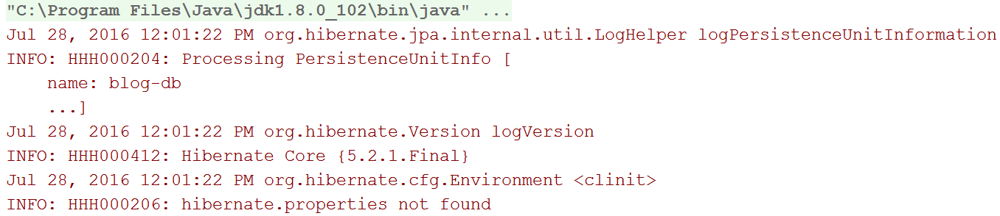 "C:\Program Files\Java\jdk1.8.0_102\bin\java" ...
Jul 28, 2016 12:01:22 PM org.hibernate.jpa.internal.util.LogHelper logPersistenceUnitInformation
INFO: HHH000204: Processing PersistenceUnitInfo [
    name: blog-db
    ...]
Jul 28, 2016 12:01:22 PM org.hibernate.Version logVersion
INFO: HHH000412: Hibernate Core {5.2.1.Final}
Jul 28, 2016 12:01:22 PM org.hibernate.cfg.Environment <clinit>
INFO: HHH000206: hibernate.properties not found